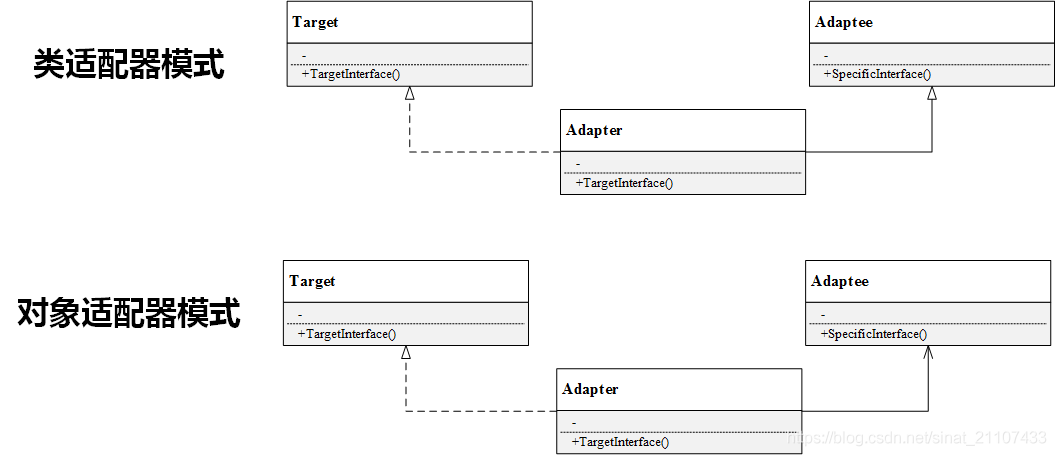 类适配器模式
Target
-
+TargetInterface()
Adaptee
-
+SpecificInterface()
Adapter
-
+TargetInterface()
对象适配器模式
Target
-
+TargetInterface()
Adaptee
-
+SpecificInterface()
Adapter
-
+TargetInterface()
https://blog.csdn.net/sinat_21107433